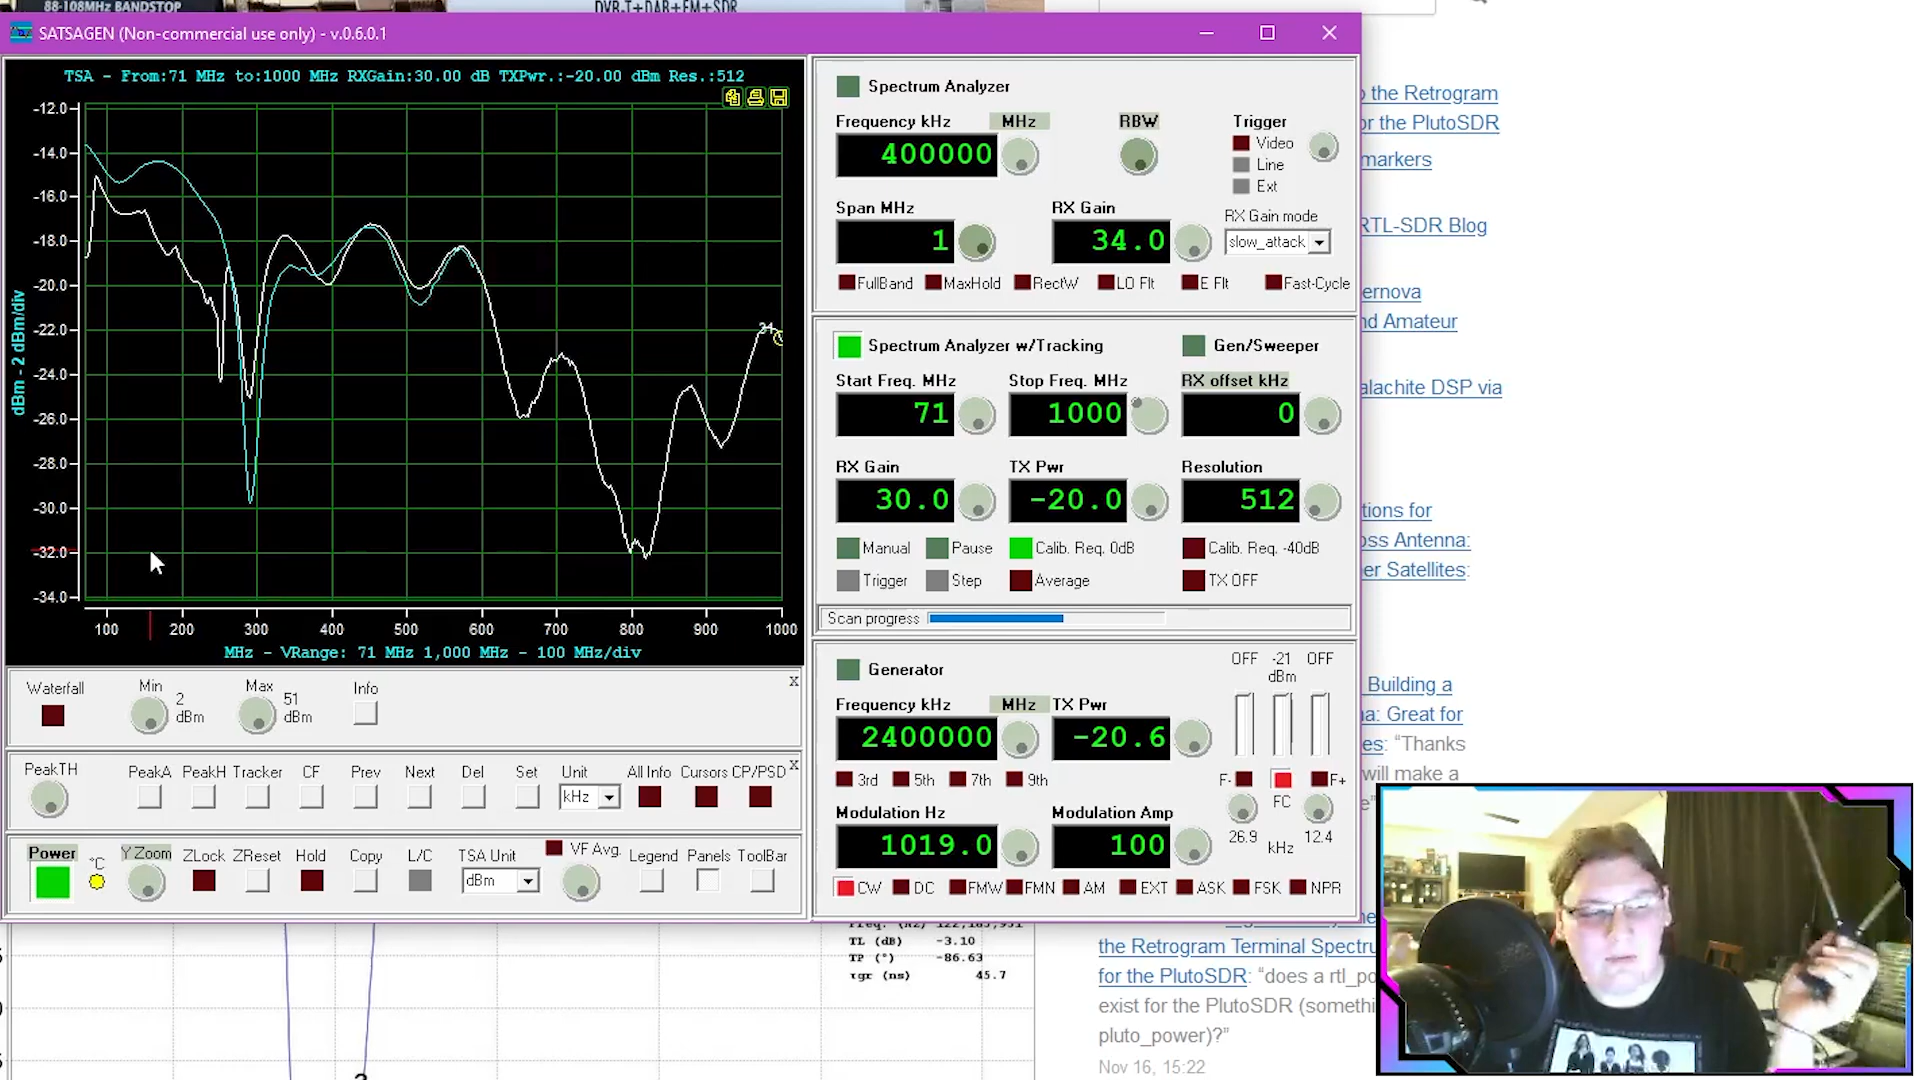 88-108MHz BANDSTOP
DVB-T+DAB+FM+SDR
SATSAGEN (Non-commercial use only) - v.0.6.0.1
TSA - From:71 MHz to:1000 MHz RXGain:30.00 dB TXPwr.:-20.00 dBm Res.:512
-12.0
-14.0
-16.0
-18.0
-20.0
-22.0
-24.0
-26.0
-28.0
-30.0
-32.0
-34.0
dBm - 2 dBm/div
100 200 300 400 500 600 700 800 900 1000
MHz - VRange: 71 MHz 1,000 MHz - 100 MHz/div
Waterfall
Min 2 dBm
Max 51 dBm
Info
x
PeakTH PeakA PeakH Tracker CF Prev Next Del Set Unit All Info Cursors CP/PSD x
kHz
Power °C Y Zoom ZLock ZReset Hold Copy L/C TSA Unit VF Avg. Legend Panels ToolBar
dBm
Spectrum Analyzer
Frequency kHz MHz RBW Trigger
400000
Video
Line
Ext
Span MHz RX Gain RX Gain mode
1 34.0 slow_attack
FullBand MaxHold RectW LO Flt E Flt Fast-Cycle
Spectrum Analyzer w/Tracking Gen/Sweeper
Start Freq. MHz Stop Freq. MHz RX offset kHz
71 1000 0
RX Gain TX Pwr Resolution
30.0 -20.0 512
Manual Pause Calib. Req. 0dB Calib. Req. -40dB
Trigger Step Average TX OFF
Scan progress
Generator OFF -21 dBm OFF
Frequency kHz MHz TX Pwr
2400000 -20.6
3rd 5th 7th 9th F- FC F+
Modulation Hz Modulation Amp 26.9 kHz 12.4
1019.0 100
CW DC FMW FMN AM EXT ASK FSK NPR
TL (dB) -3.10
TP (°) -86.63
τgr (ns) 45.7
the Retrogram
or the PlutoSDR
markers
RTL-SDR Blog
ernova
nd Amateur
alachite DSP via
tions for
oss Antenna:
er Satellites:
Building a
a: Great for
es: “Thanks
will make a
the Retrogram Terminal Spectru
for the PlutoSDR: “does a rtl_po
exist for the PlutoSDR (somethi
pluto_power)?”
Nov 16, 15:22